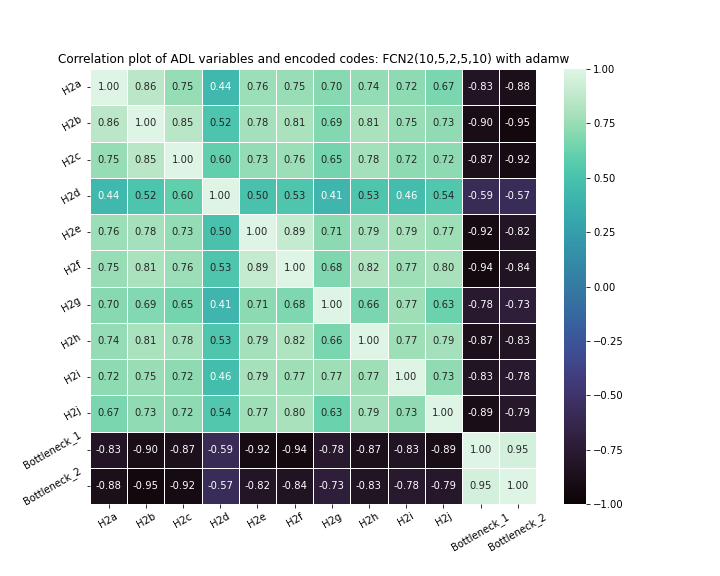 Correlation plot of ADL variables and encoded codes: FCN2(10,5,2,5,10) with adamw
H2a 1.00 0.86 0.75 0.44 0.76 0.75 0.70 0.74 0.72 0.67 -0.83 -0.88
H2b 0.86 1.00 0.85 0.52 0.78 0.81 0.69 0.81 0.75 0.73 -0.90 -0.95
H2c 0.75 0.85 1.00 0.60 0.73 0.76 0.65 0.78 0.72 0.72 -0.87 -0.92
H2d 0.44 0.52 0.60 1.00 0.50 0.53 0.41 0.53 0.46 0.54 -0.59 -0.57
H2e 0.76 0.78 0.73 0.50 1.00 0.89 0.71 0.79 0.79 0.77 -0.92 -0.82
H2f 0.75 0.81 0.76 0.53 0.89 1.00 0.68 0.82 0.77 0.80 -0.94 -0.84
H2g 0.70 0.69 0.65 0.41 0.71 0.68 1.00 0.66 0.77 0.63 -0.78 -0.73
H2h 0.74 0.81 0.78 0.53 0.79 0.82 0.66 1.00 0.77 0.79 -0.87 -0.83
H2i 0.72 0.75 0.72 0.46 0.79 0.77 0.77 0.77 1.00 0.73 -0.83 -0.78
H2j 0.67 0.73 0.72 0.54 0.77 0.80 0.63 0.79 0.73 1.00 -0.89 -0.79
Bottleneck_1 -0.83 -0.90 -0.87 -0.59 -0.92 -0.94 -0.78 -0.87 -0.83 -0.89 1.00 0.95
Bottleneck_2 -0.88 -0.95 -0.92 -0.57 -0.82 -0.84 -0.73 -0.83 -0.78 -0.79 0.95 1.00
H2a H2b H2c H2d H2e H2f H2g H2h H2i H2j Bottleneck_1 Bottleneck_2
1.00
0.75
0.50
0.25
0.00
−0.25
−0.50
−0.75
−1.00